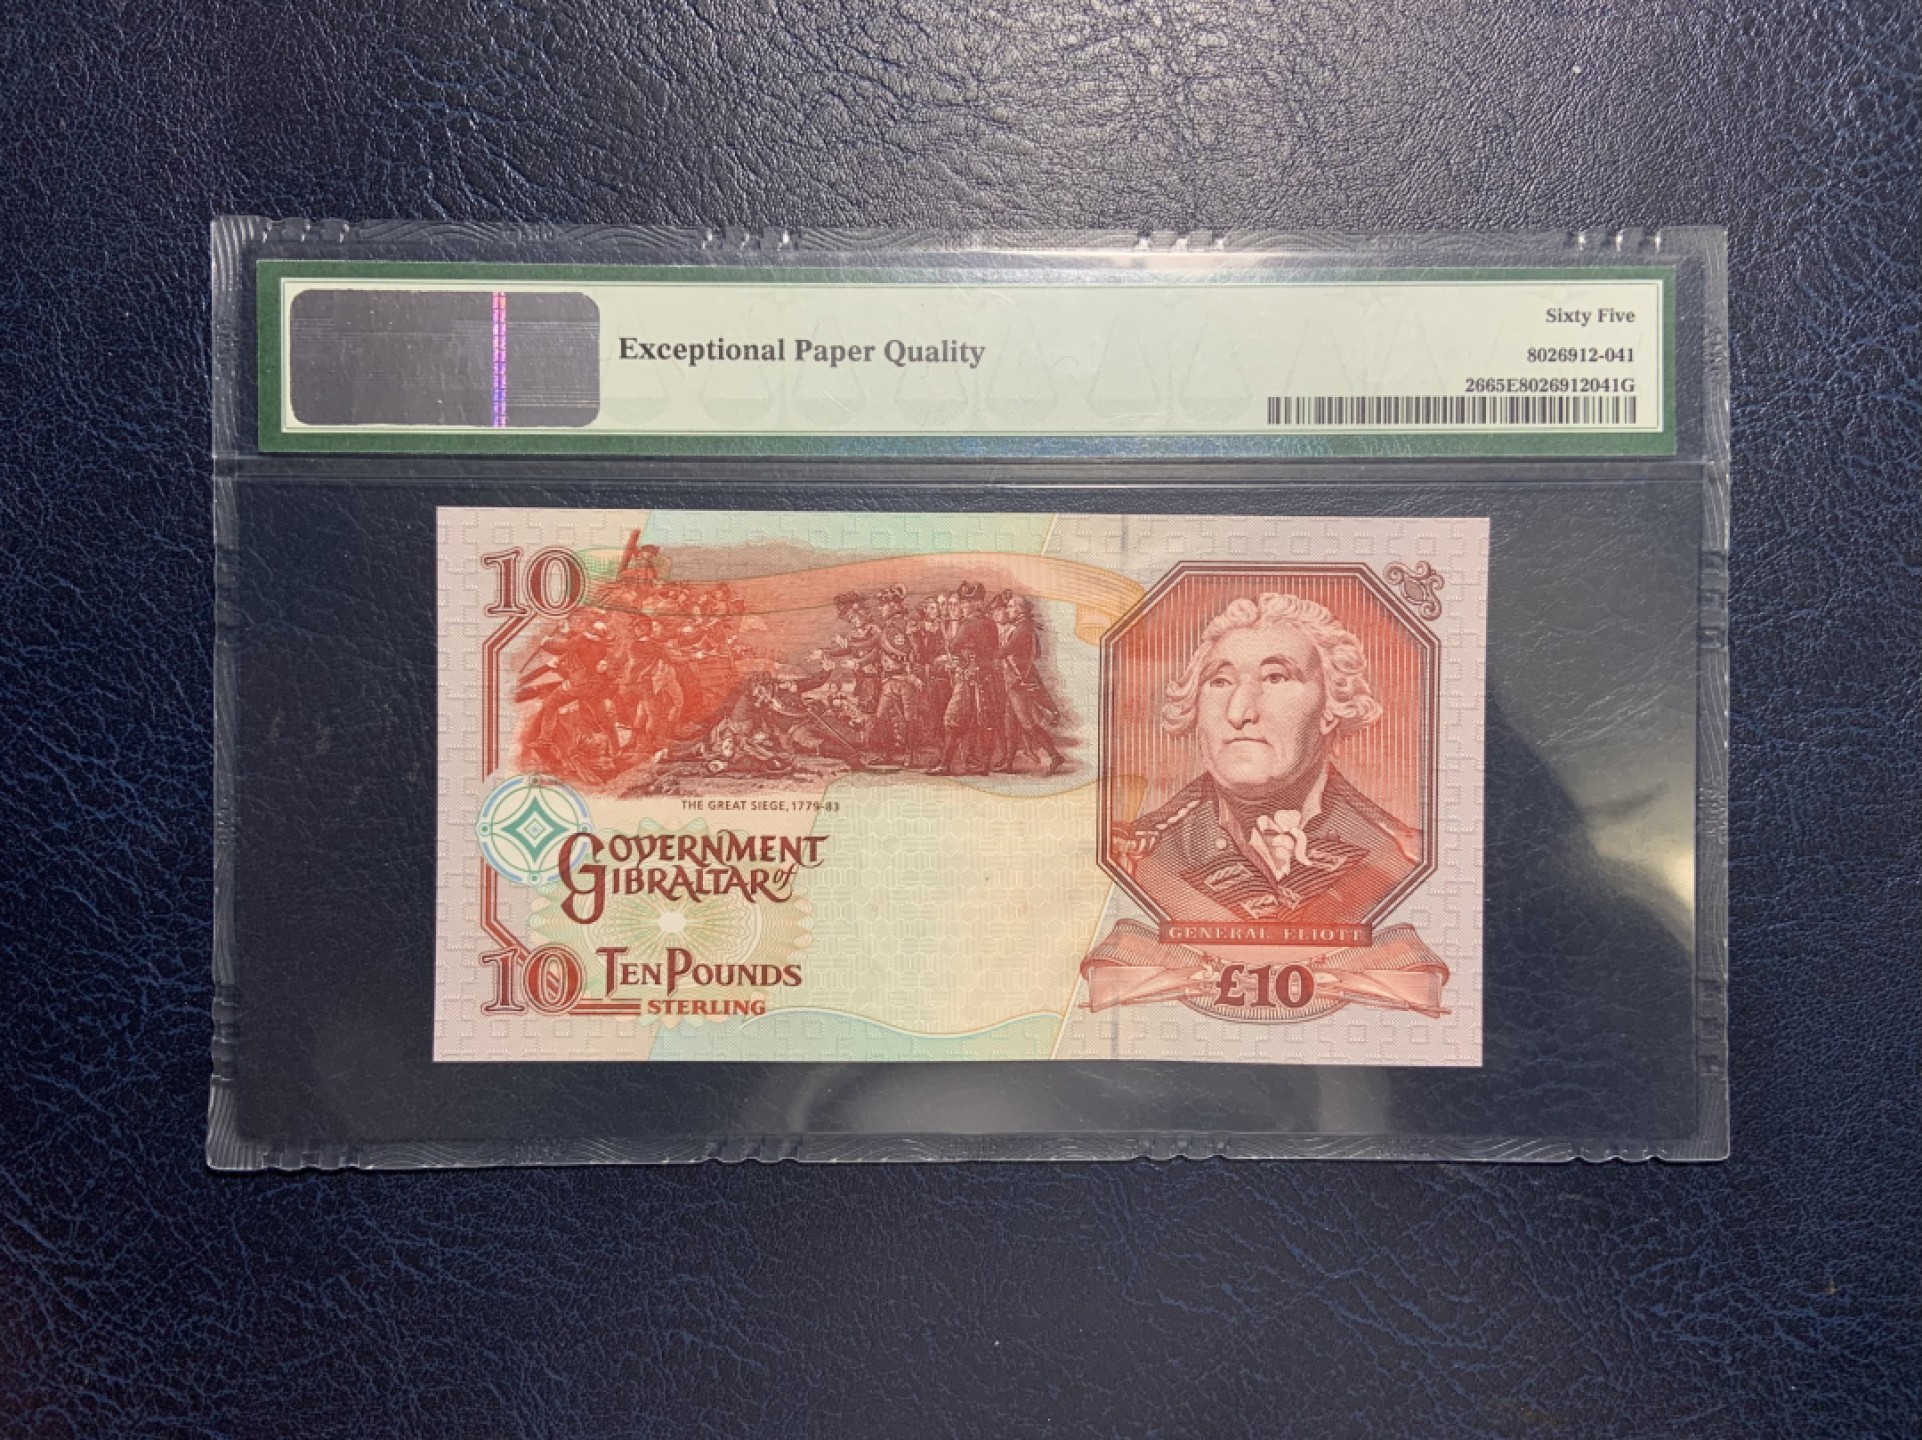 Exceptional Paper Quality
Sixty Five
8026912-041
2665E8026912041G
10
THE GREAT SIEGE, 1779-83
GOVERNMENT of
GIBRALTAR
10 TEN POUNDS
STERLING
GENERAL ELIOTT
£10